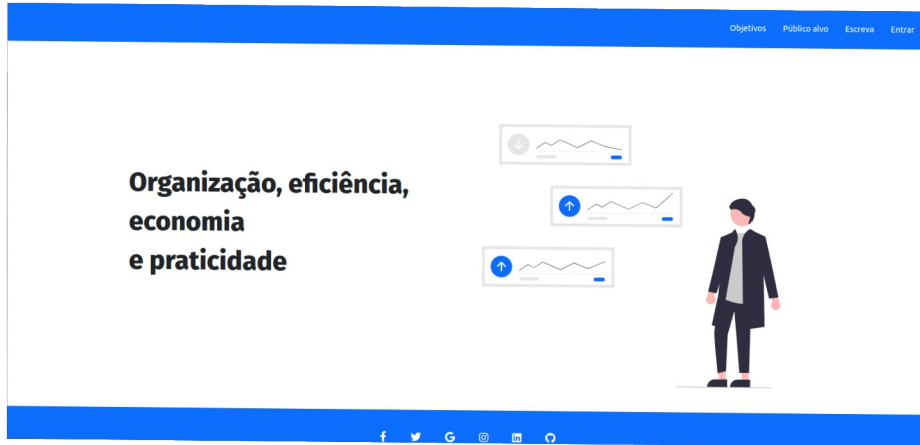 Objetivos Público alvo Escreva Entrar
Organização, eficiência,
economia
e praticidade